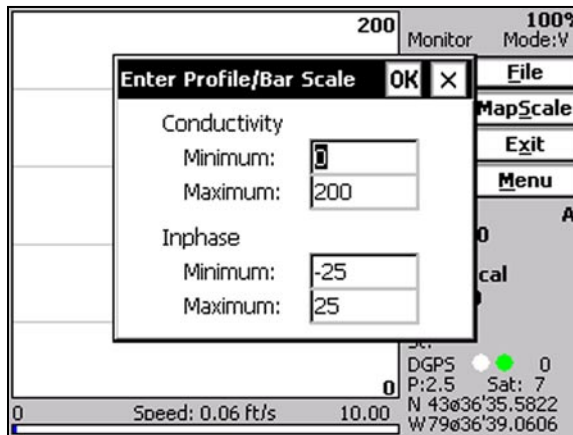 200
100%
Monitor Mode:V
Enter Profile/Bar Scale OK ×
File
MapScale
Exit
Menu
Conductivity
Minimum: 0
Maximum: 200
Inphase
Minimum: -25
Maximum: 25
A
0
cal
DGPS 0
P:2.5 Sat: 7
N 43ø36'35.5822
W79ø36'39.0606
0
0 Speed: 0.06 ft/s 10.00